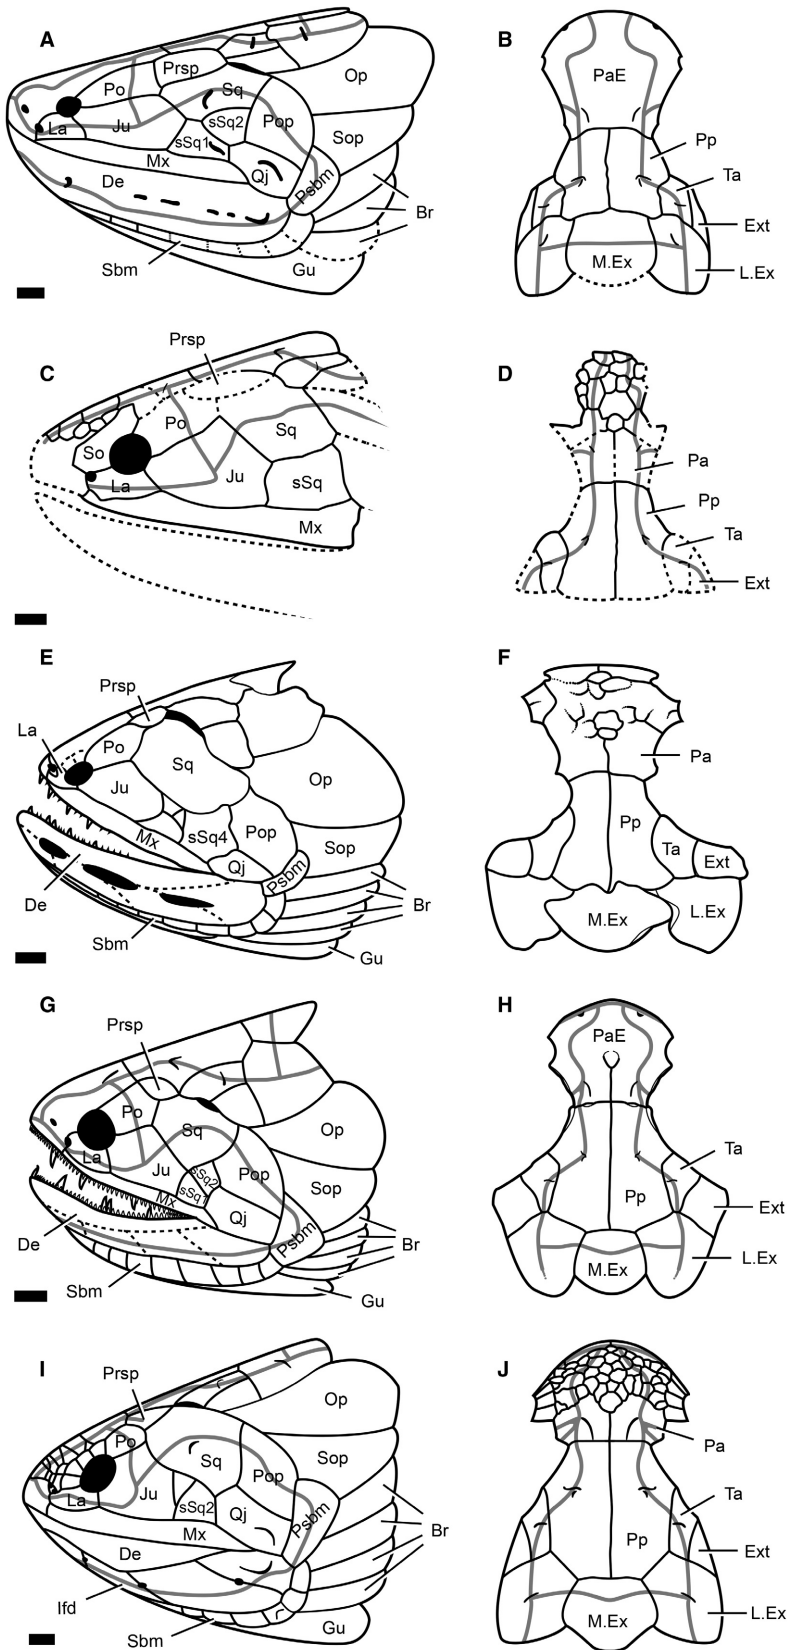 A
Prsp
Po
Op
Sq
La
Ju
sSq2
Pop
Sop
sSq1
Mx
De
Qj
Psbm
Br
Sbm
Gu
B
PaE
Pp
Ta
Ext
M.Ex
L.Ex
C
Prsp
Po
So
Sq
La
Ju
sSq
Mx
D
Pa
Pp
Ta
Ext
E
Prsp
La
Po
Sq
Op
Ju
Mx
sSq4
Pop
Sop
Qj
Psbm
De
Br
Sbm
Gu
F
Pa
Pp
Ta
Ext
M.Ex
L.Ex
G
Prsp
Po
Sq
Op
La
Ju
sSq2
Pop
sSq1
Sop
Mx
Qj
De
Psbm
Br
Sbm
Gu
H
PaE
Ta
Pp
Ext
L.Ex
M.Ex
I
Prsp
Op
Po
Sq
Sop
Pop
La
Ju
sSq2
Qj
Psbm
Mx
Br
De
Ifd
Sbm
Gu
J
Pa
Ta
Pp
Ext
L.Ex
M.Ex